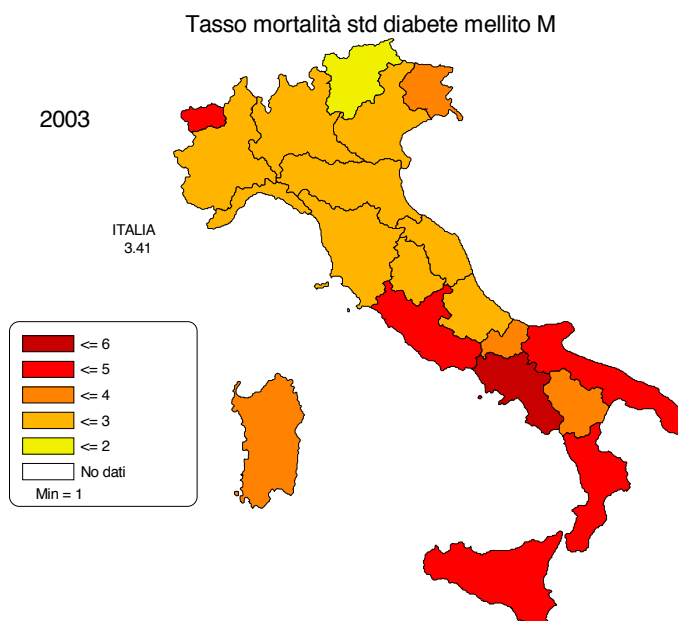 Tasso mortalità std diabete mellito M
2003
ITALIA
3.41
<= 6
<= 5
<= 4
<= 3
<= 2
No dati
Min = 1